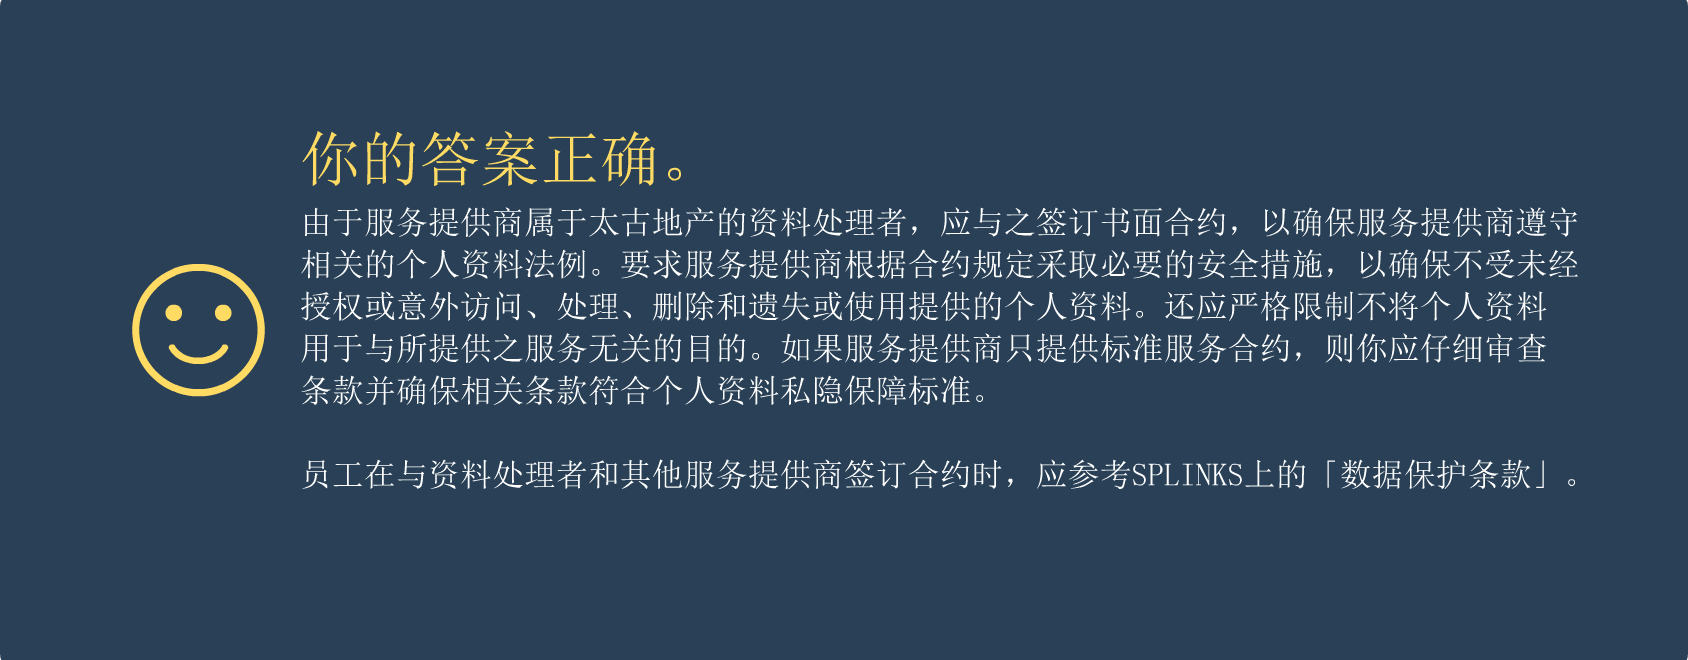 你的答案正确。
由于服务提供商属于太古地产的资料处理者，应与之签订书面合约，以确保服务提供商遵守
相关的个人资料法例。要求服务提供商根据合约规定采取必要的安全措施，以确保不受未经
授权或意外访问、处理、删除和遗失或使用提供的个人资料。还应严格限制不将个人资料
用于与所提供之服务无关的目的。如果服务提供商只提供标准服务合约，则你应仔细审查
条款并确保相关条款符合个人资料私隐保障标准。
员工在与资料处理者和其他服务提供商签订合约时，应参考SPLINKS上的「数据保护条款」。